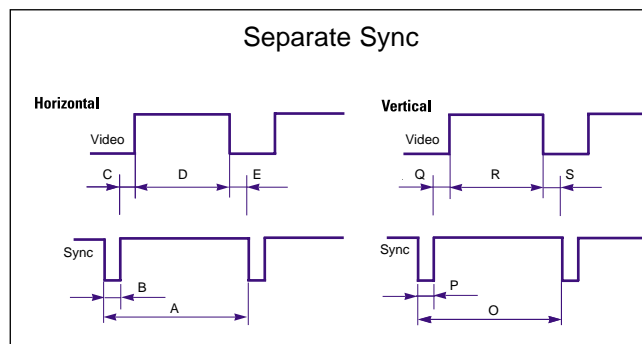 Separate Sync
Horizontal
Vertical
Video
Video
C D E
Q R S
Sync
Sync
B
P
A
O